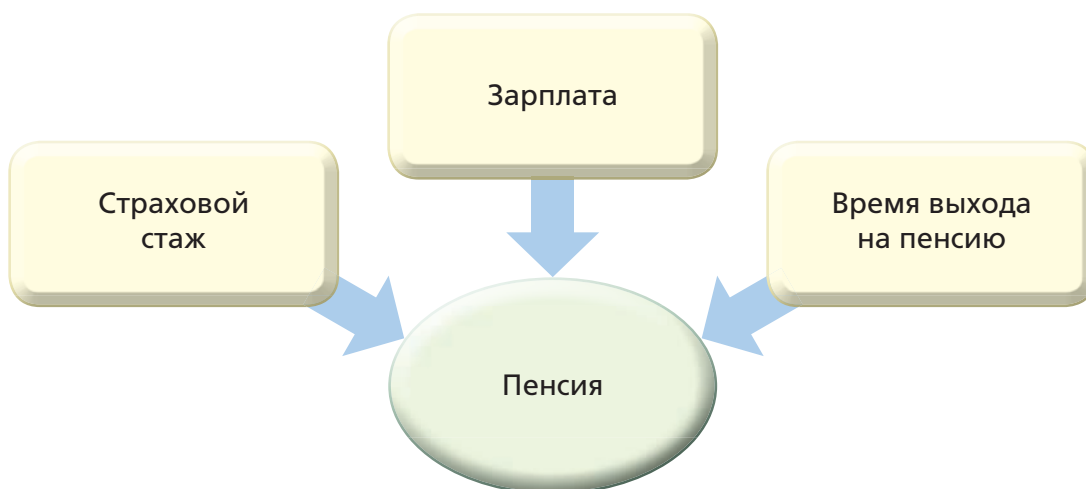 Зарплата
Страховой
стаж
Время выхода
на пенсию
Пенсия